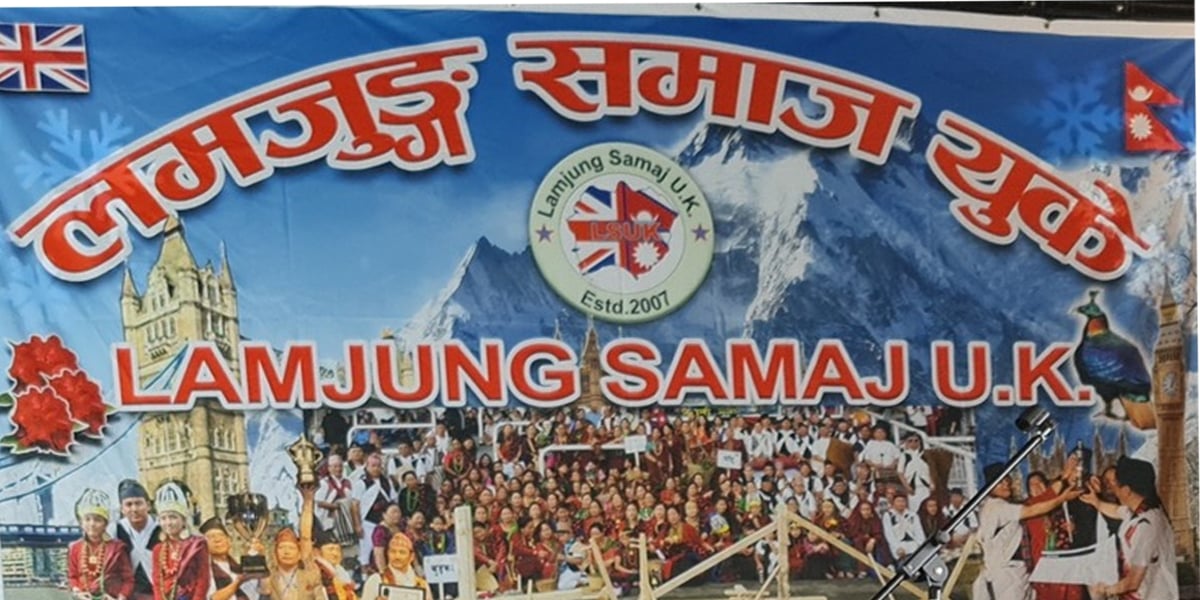 लमजुङ्ग समाज युके
Lamjung Samaj U.K.
LSUK
Estd.2007
LAMJUNG SAMAJ U.K.